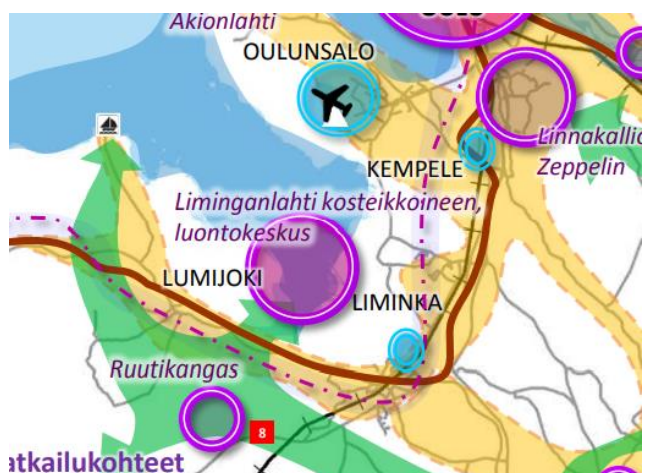 Akionlahti
OULUNSALO
Linnakallio
Zeppelin
KEMPELE
Liminganlahti kosteikkoineen,
luontokeskus
LUMIJOKI
LIMINKA
Ruutikangas
8
atkailukohteet